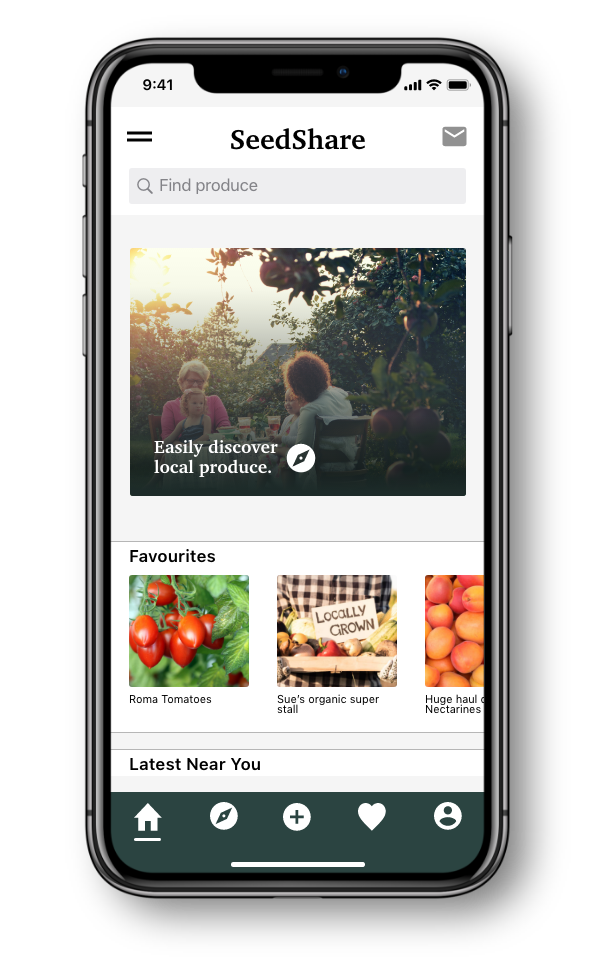 9:41
SeedShare
Find produce
Easily discover
local produce.
Favourites
LOCALLY
GROWN
Roma Tomatoes
Sue's organic super
stall
Huge haul
Nectarines
Latest Near You